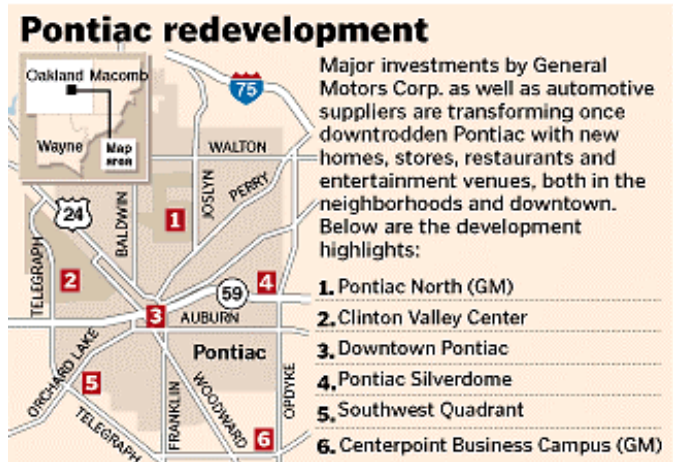 Pontiac redevelopment
Oakland Macomb
Wayne
Map
area
75
WALTON
JOSLYN
PERRY
BALDWIN
24
TELEGRAPH
1
2
3
4
59
AUBURN
Pontiac
ORCHARD LAKE
5
TELEGRAPH
FRANKLIN
WOODWARD
OPDYKE
6
Major investments by General
Motors Corp. as well as automotive
suppliers are transforming once
downtrodden Pontiac with new
homes, stores, restaurants and
entertainment venues, both in the
neighborhoods and downtown.
Below are the development
highlights:
1. Pontiac North (GM)
2. Clinton Valley Center
3. Downtown Pontiac
4. Pontiac Silverdome
5. Southwest Quadrant
6. Centerpoint Business Campus (GM)